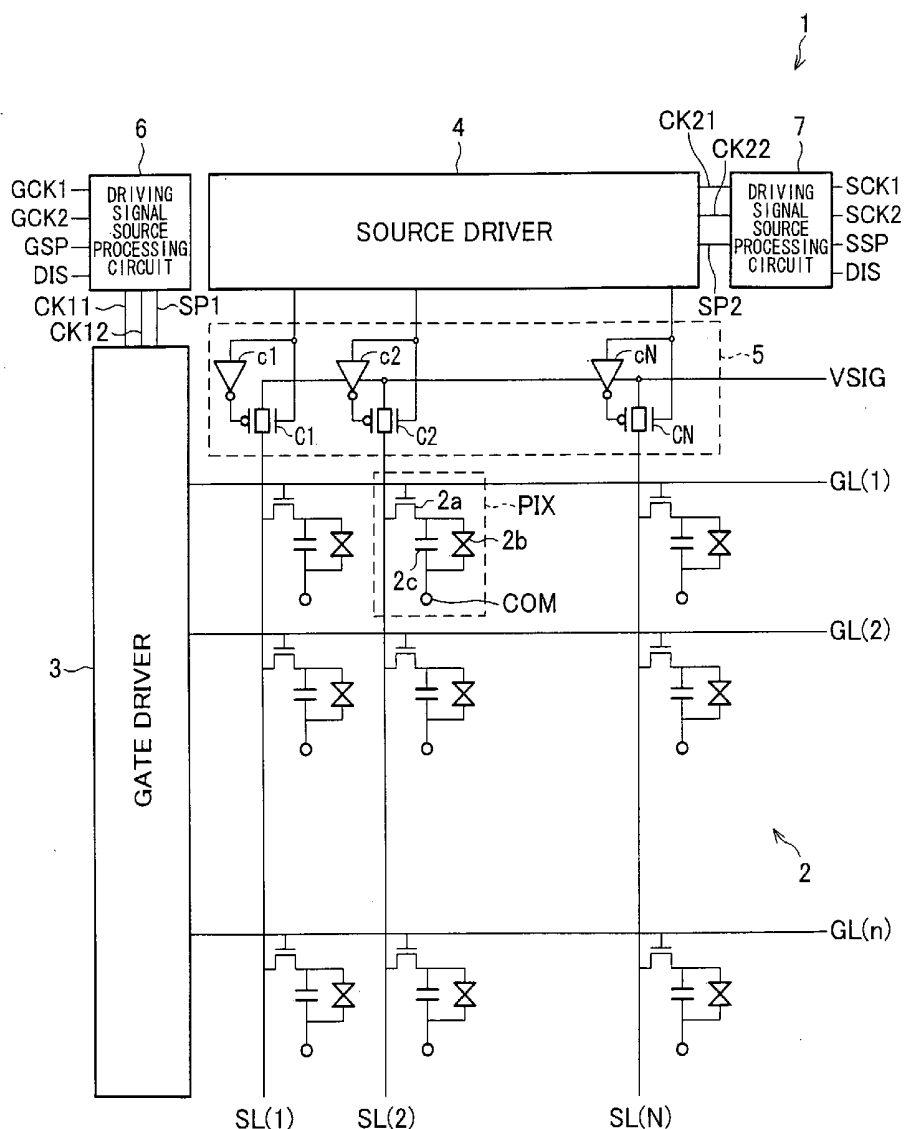 1
6
4
CK21
CK22
7
GCK1
GCK2
GSP
DIS
DRIVING
SIGNAL
SOURCE
PROCESSING
CIRCUIT
SOURCE DRIVER
DRIVING
SIGNAL
SOURCE
PROCESSING
CIRCUIT
SCK1
SCK2
SSP
DIS
CK11
CK12
SP1
SP2
c1
c2
cN
5
VSIG
C1
C2
CN
GL(1)
2a
PIX
2b
2c
COM
GL(2)
3
GATE DRIVER
2
GL(n)
SL(1)
SL(2)
SL(N)